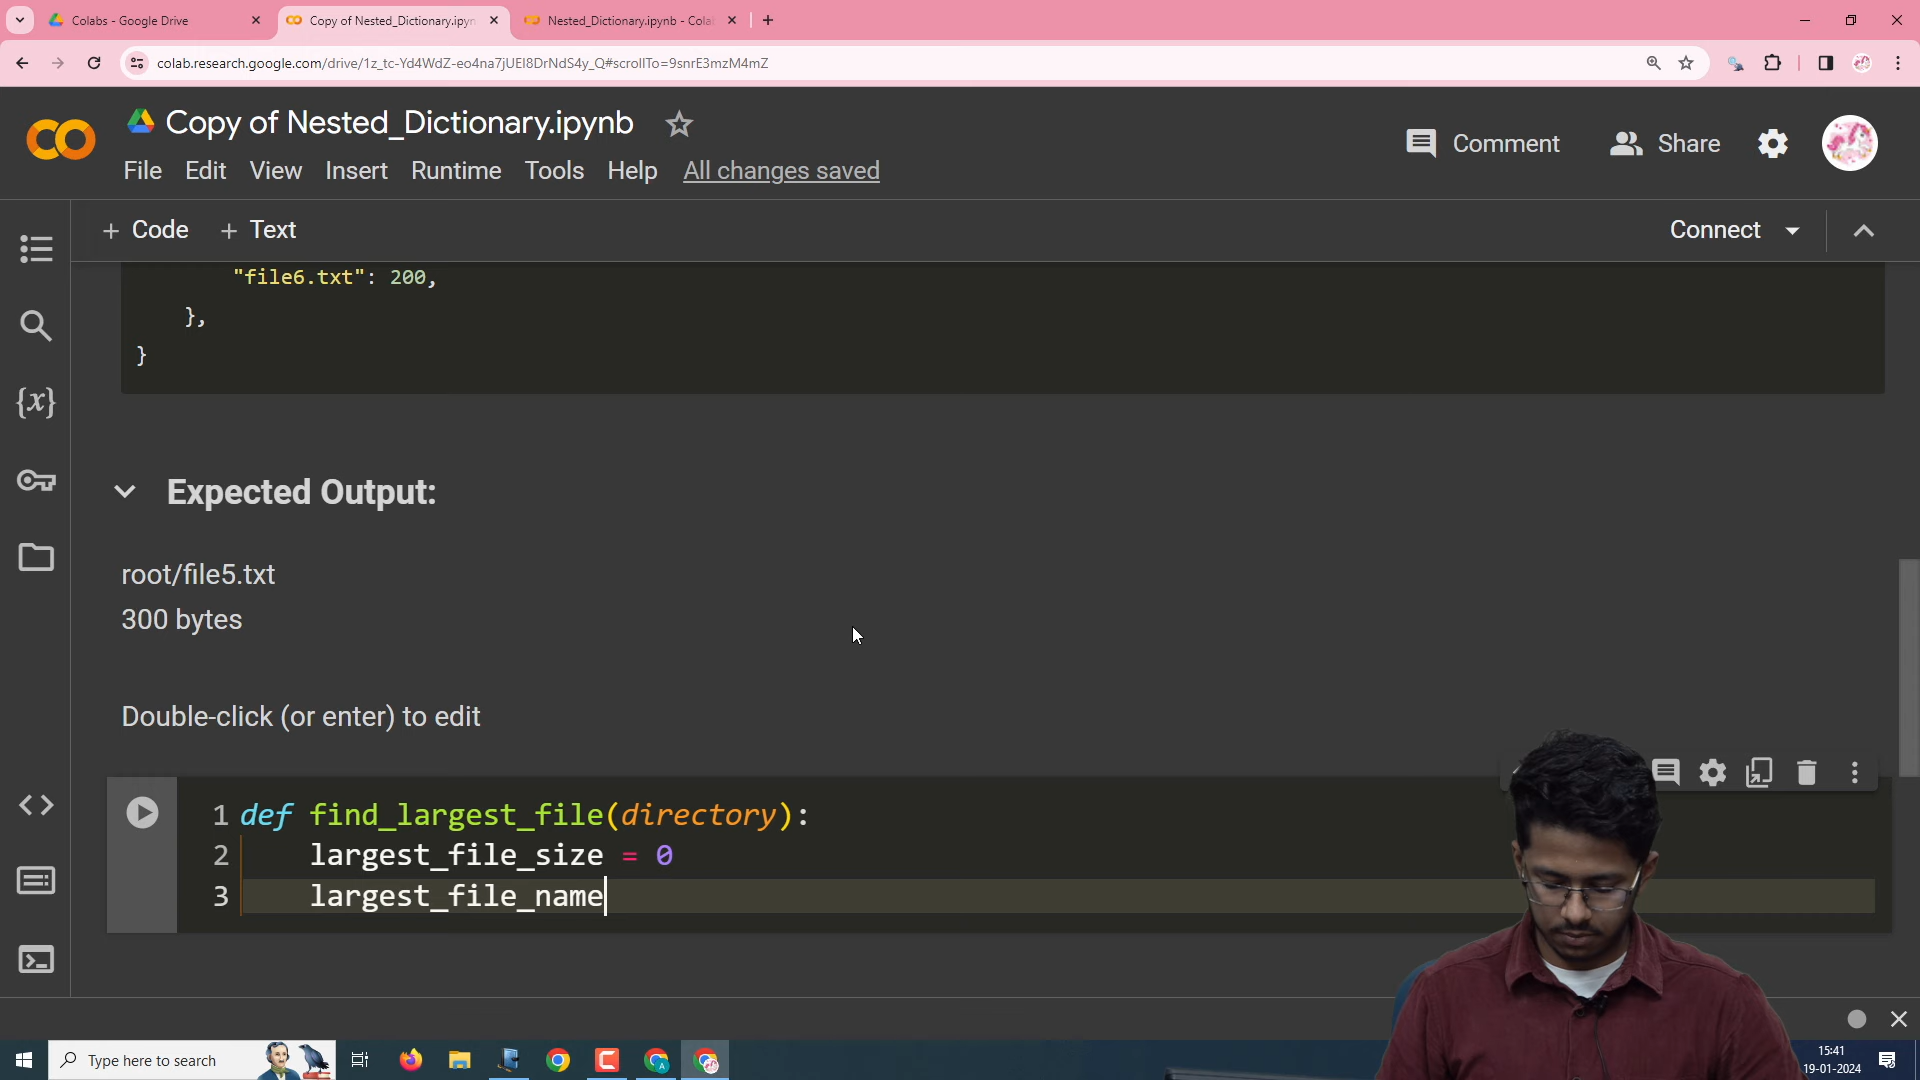 Colabs - Google Drive
Copy of Nested_Dictionary.ipyn
Nested_Dictionary.ipynb - Cola
colab.research.google.com/drive/1z_tc-Yd4WdZ-eo4na7jUEl8DrNdS4y_Q#scrollTo=9snrE3mzM4mZ
Copy of Nested_Dictionary.ipynb
Comment
Share
File Edit View Insert Runtime Tools Help All changes saved
+ Code + Text
Connect
"file6.txt": 200,
},
}
{x}
Expected Output:
root/file5.txt
300 bytes
Double-click (or enter) to edit
1 def find_largest_file(directory):
2 largest_file_size = 0
3 largest_file_name
Type here to search
15:41
19-01-2024